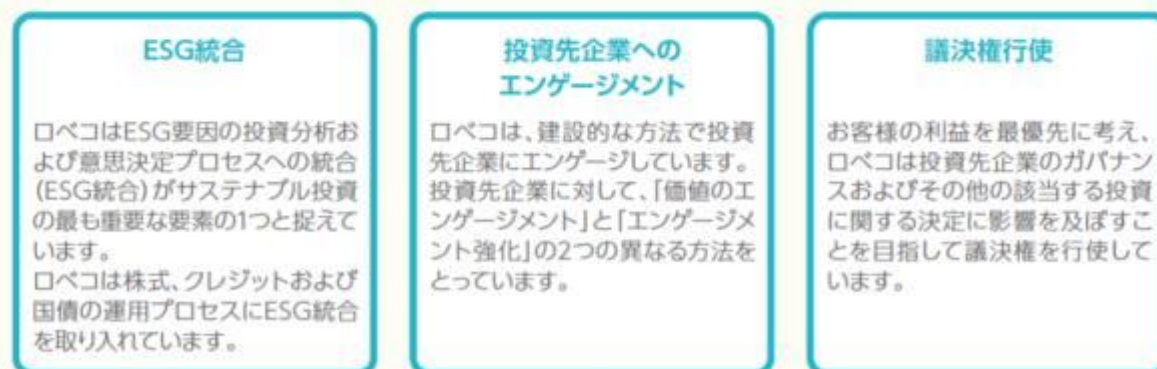 ESG統合
ロベコはESG要因の投資分析お
よび意思決定プロセスへの統合
(ESG統合)がサステナブル投資
の最も重要な要素の1つと捉えて
います。
ロベコは株式、クレジットおよび
国債の運用プロセスにESG統合
を取り入れています。
投資先企業への
エンゲージメント
ロベコは、建設的な方法で投資
先企業にエンゲージしています。
投資先企業に対して、「価値のエ
ンゲージメント」と「エンゲージメ
ント強化」の2つの異なる方法を
とっています。
議決権行使
お客様の利益を最優先に考え、
ロベコは投資先企業のガバナン
スおよびその他の該当する投資
に関する決定に影響を及ぼすこ
とを目指して議決権を行使して
います。